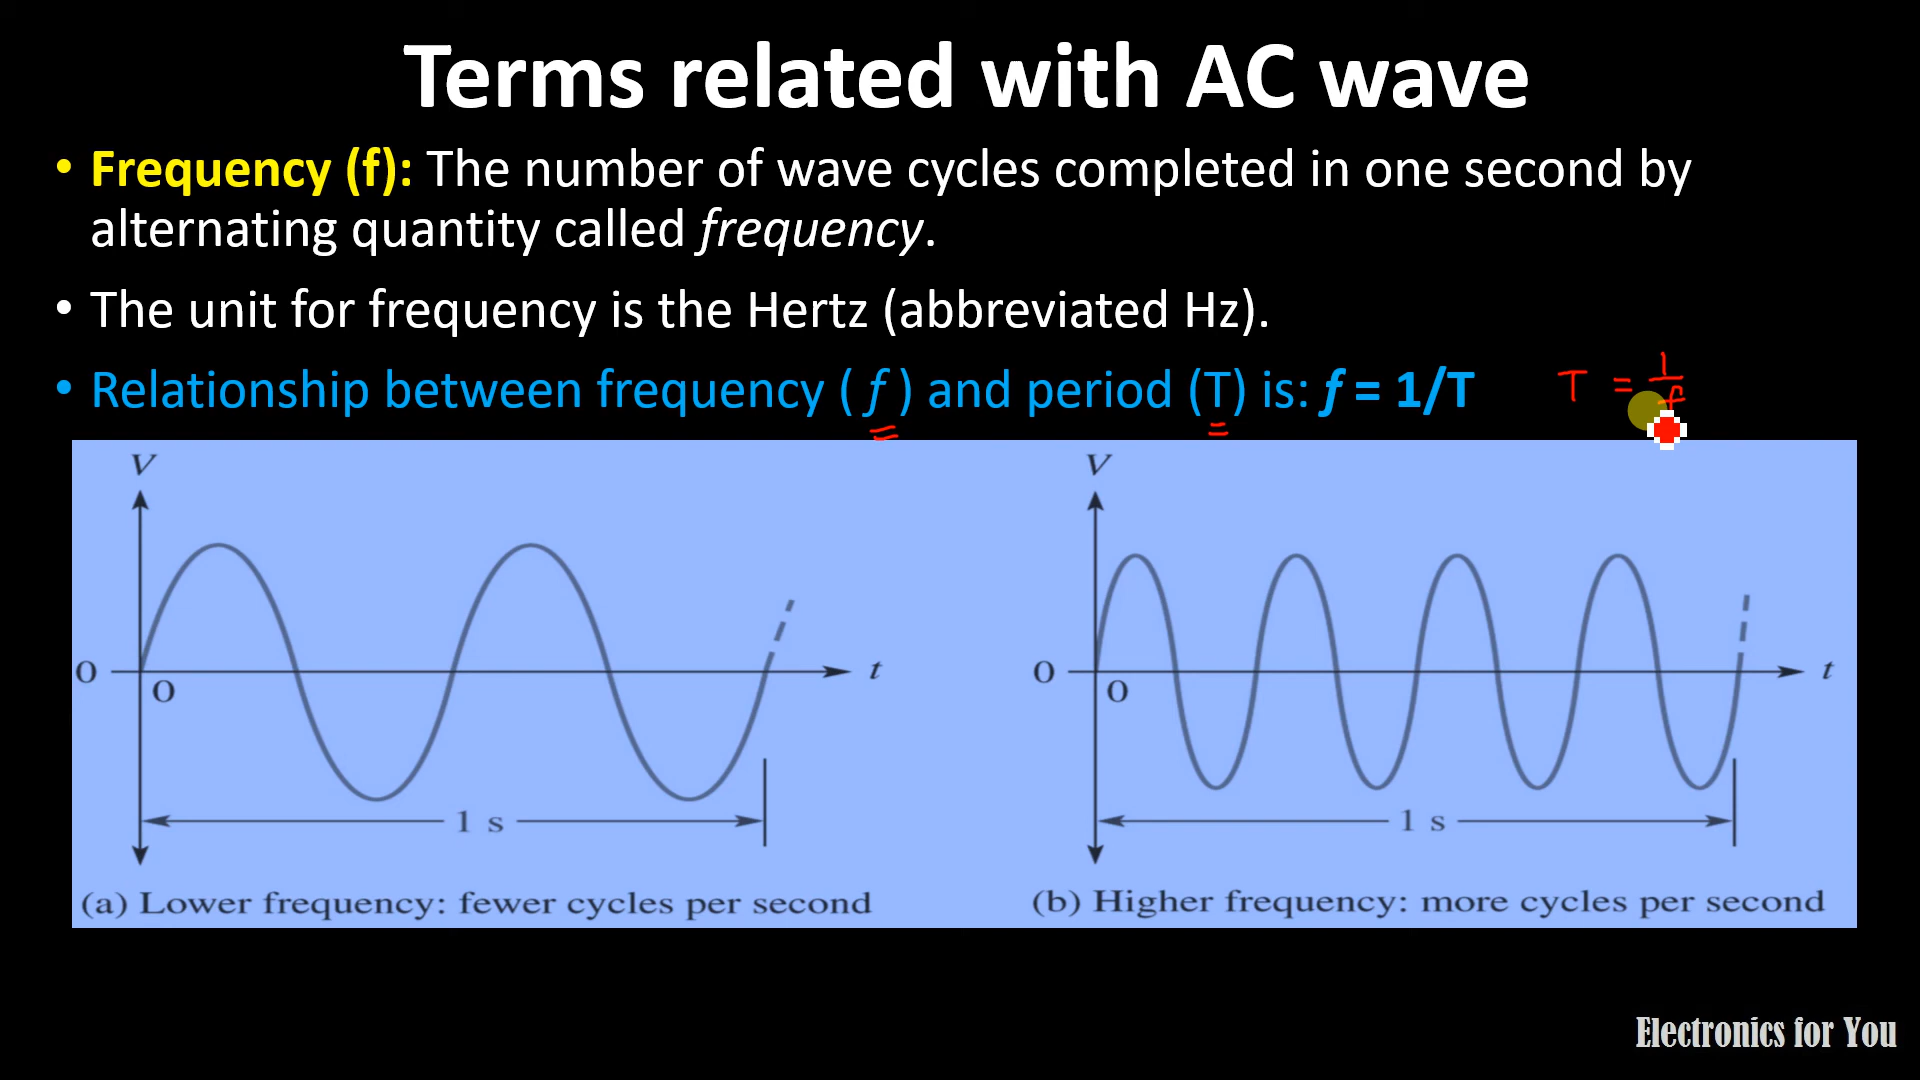 Terms related with AC wave
• Frequency (f): The number of wave cycles completed in one second by
alternating quantity called frequency.
• The unit for frequency is the Hertz (abbreviated Hz).
• Relationship between frequency ( f ) and period (T) is: f = 1/T
T = 1/f
V
0
0
t
1 s
(a) Lower frequency: fewer cycles per second
V
0
0
t
1 s
(b) Higher frequency: more cycles per second
Electronics for You